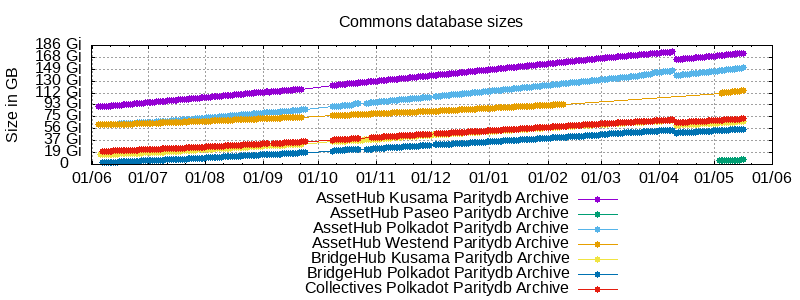 Commons database sizes
Size in GB
186 Gi
168 Gi
149 Gi
130 Gi
112 Gi
93 Gi
75 Gi
56 Gi
37 Gi
19 Gi
0
01/06 01/07 01/08 01/09 01/10 01/11 01/12 01/01 01/02 01/03 01/04 01/05 01/06
AssetHub Kusama Paritydb Archive
AssetHub Paseo Paritydb Archive
AssetHub Polkadot Paritydb Archive
AssetHub Westend Paritydb Archive
BridgeHub Kusama Paritydb Archive
BridgeHub Polkadot Paritydb Archive
Collectives Polkadot Paritydb Archive